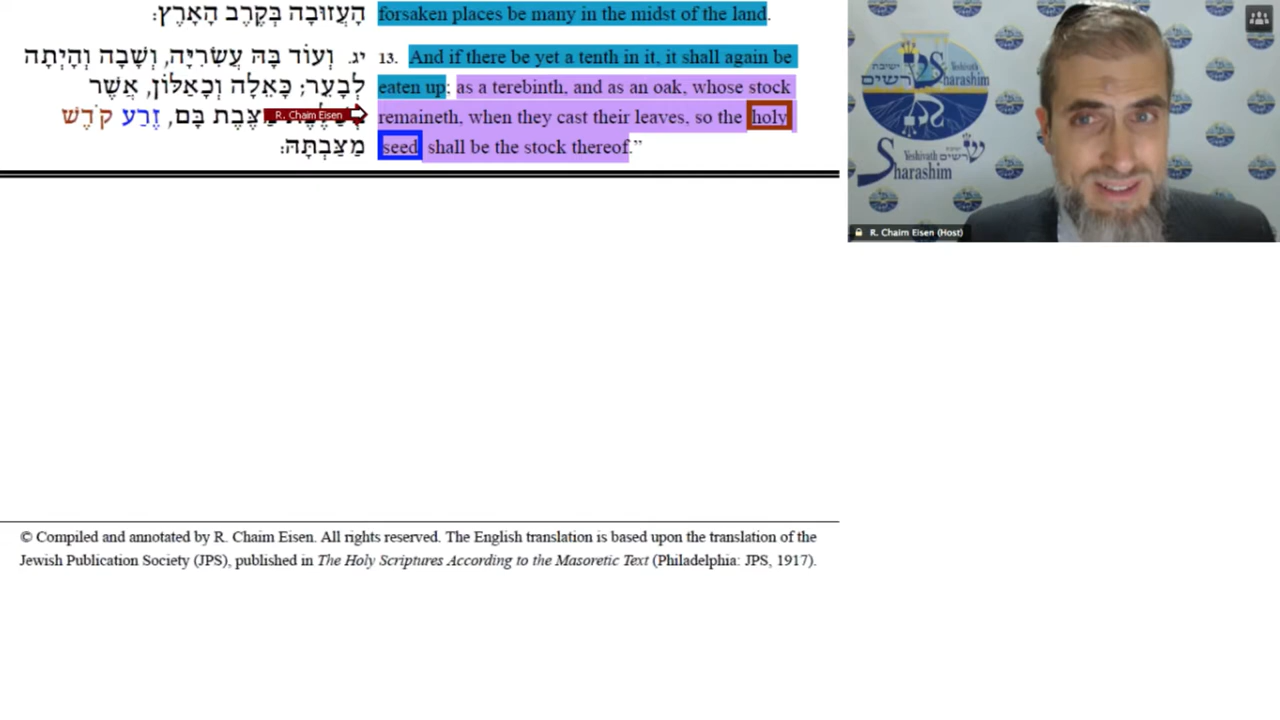 הָעֲזוּבָה בְּקֶרֶב הָאָרֶץ:
יג. וְעוֹד בָּהּ עֲשִׂרִיָּה, וְשָׁבָה וְהָיְתָה
לְבָעֵר; כָּאֵלָה וְכָאַלּוֹן, אֲשֶׁר
בָּם, זֶרַע קֹדֶשׁ
מַצַּבְתָּהּ:
forsaken places be many in the midst of the land.
13. And if there be yet a tenth in it, it shall again be
eaten up; as a terebinth, and as an oak, whose stock
remaineth, when they cast their leaves, so the holy
seed shall be the stock thereof.”
R. Chaim Eisen
© Compiled and annotated by R. Chaim Eisen. All rights reserved. The English translation is based upon the translation of the
Jewish Publication Society (JPS), published in The Holy Scriptures According to the Masoretic Text (Philadelphia: JPS, 1917).
ישיבת
שרשים
Yeshivath
Sharashim
Yeshivath שרשים
Sharashim
R. Chaim Eisen (Host)